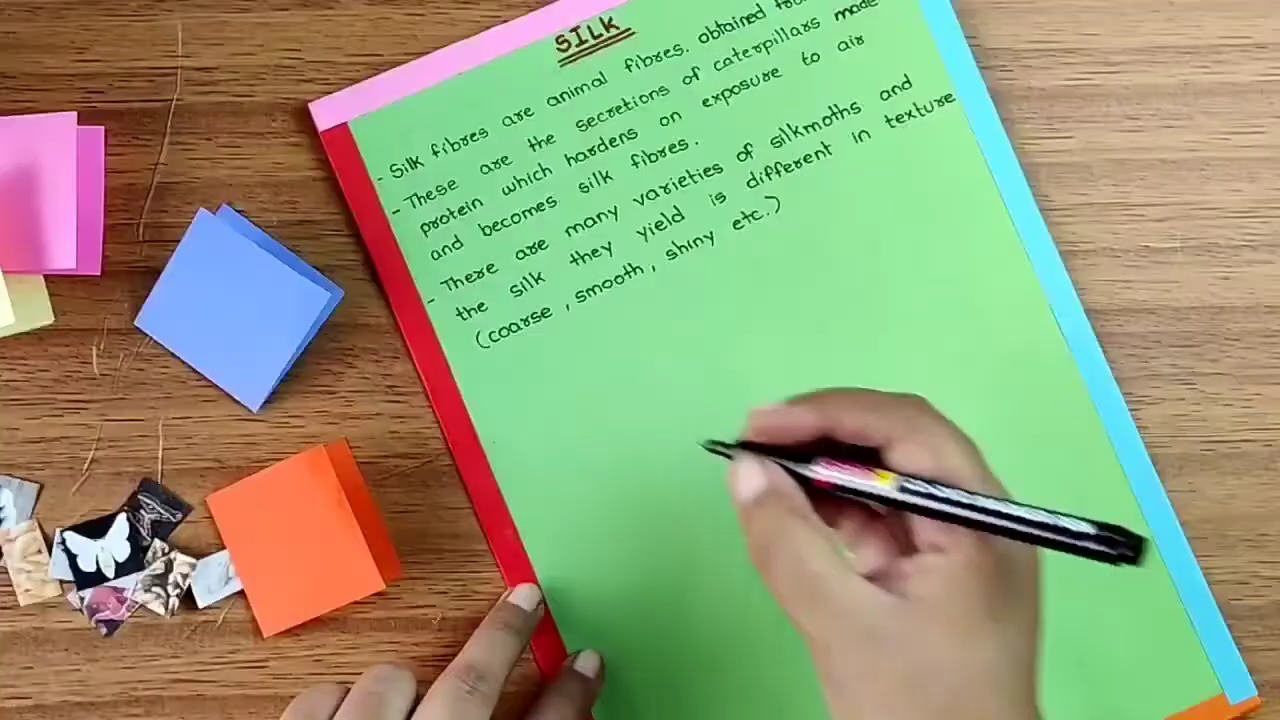 SILK
- Silk fibres are animal fibres. obtained
- These are the secretions of caterpillars made
protein which hardens on exposure to air
and becomes silk fibres.
- There are many varieties of silkmoths and
the silk they yield is different in texture
(coarse, smooth, shiny etc.)